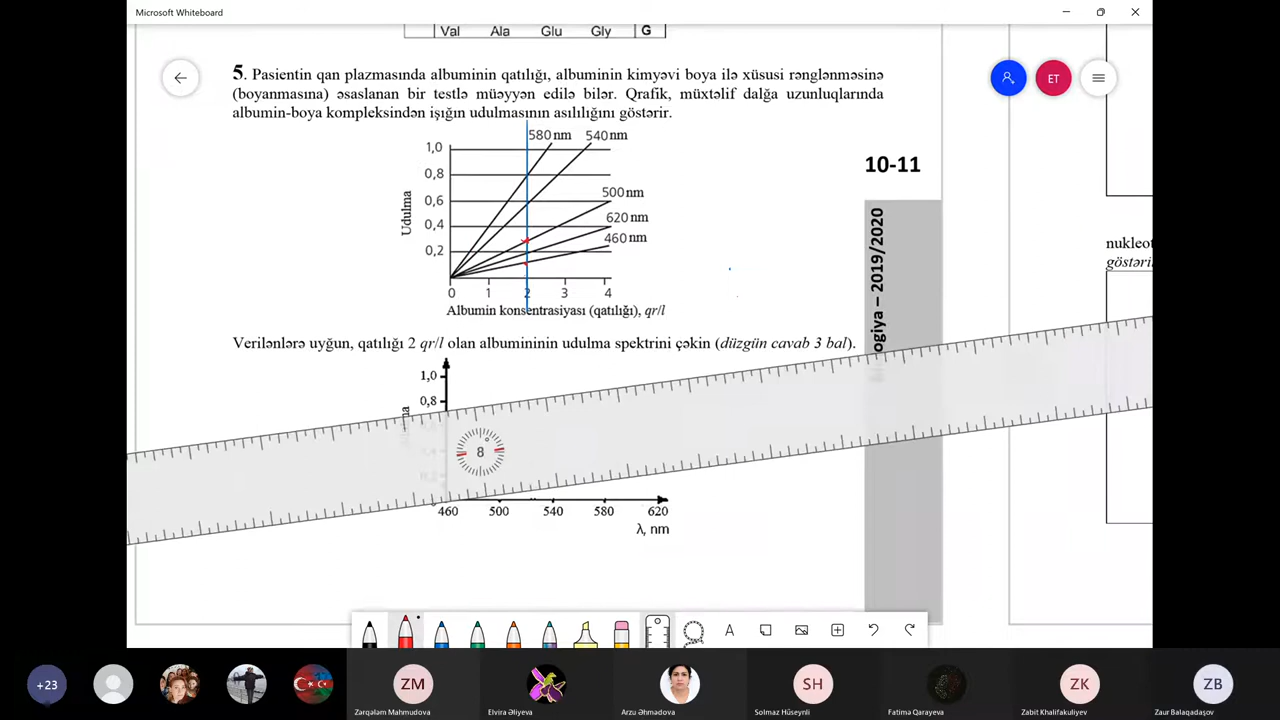 Microsoft Whiteboard
Val Ala Glu Gly G
5. Pasientin qan plazmasında albuminin qatılığı, albuminin kimyəvi boya ilə xüsusi rənglənməsinə
(boyanmasına) əsaslanan bir testlə müəyyən edilə bilər. Qrafik, müxtəlif dalğa uzunluqlarında
albumin-boya kompleksindən işığın udulmasının asılılığını göstərir.
ET
580 nm 540 nm
1,0
0,8
0,6
0,4
0,2
500 nm
620 nm
460 nm
Udulma
0 1 2 3 4
Albumin konsentrasiyası (qatılığı), qr/l
10-11
ogiya – 2019/2020
nukleot
göstəri
Verilənlərə uyğun, qatılığı 2 qr/l olan albumininin udulma spektrini çəkin (düzgün cavab 3 bal).
1,0
0,8
8
460 500 540 580 620
λ, nm
A
+23
ZM
SH
ZK
ZB
Zərqələm Mahmudova
Elvira Əliyeva
Arzu Əhmədova
Solmaz Hüseynli
Fatimə Qarayeva
Zabit Khalifakuliyev
Zaur Balaqadaşov